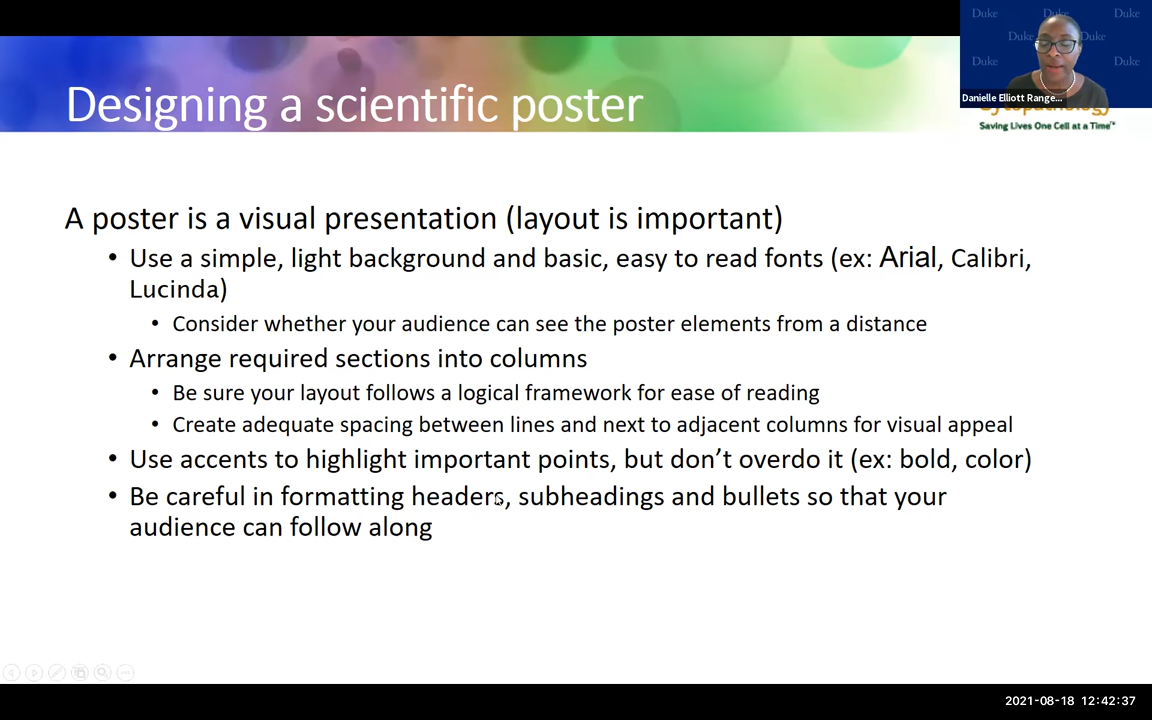 Duke Duke Duke
Duke Duke
Duke Duke
Danielle Elliott Range...
Designing a scientific poster
Saving Lives One Cell at a Time™
A poster is a visual presentation (layout is important)
• Use a simple, light background and basic, easy to read fonts (ex: Arial, Calibri,
Lucinda)
• Consider whether your audience can see the poster elements from a distance
• Arrange required sections into columns
• Be sure your layout follows a logical framework for ease of reading
• Create adequate spacing between lines and next to adjacent columns for visual appeal
• Use accents to highlight important points, but don’t overdo it (ex: bold, color)
• Be careful in formatting headers, subheadings and bullets so that your
audience can follow along
2021-08-18 12:42:37